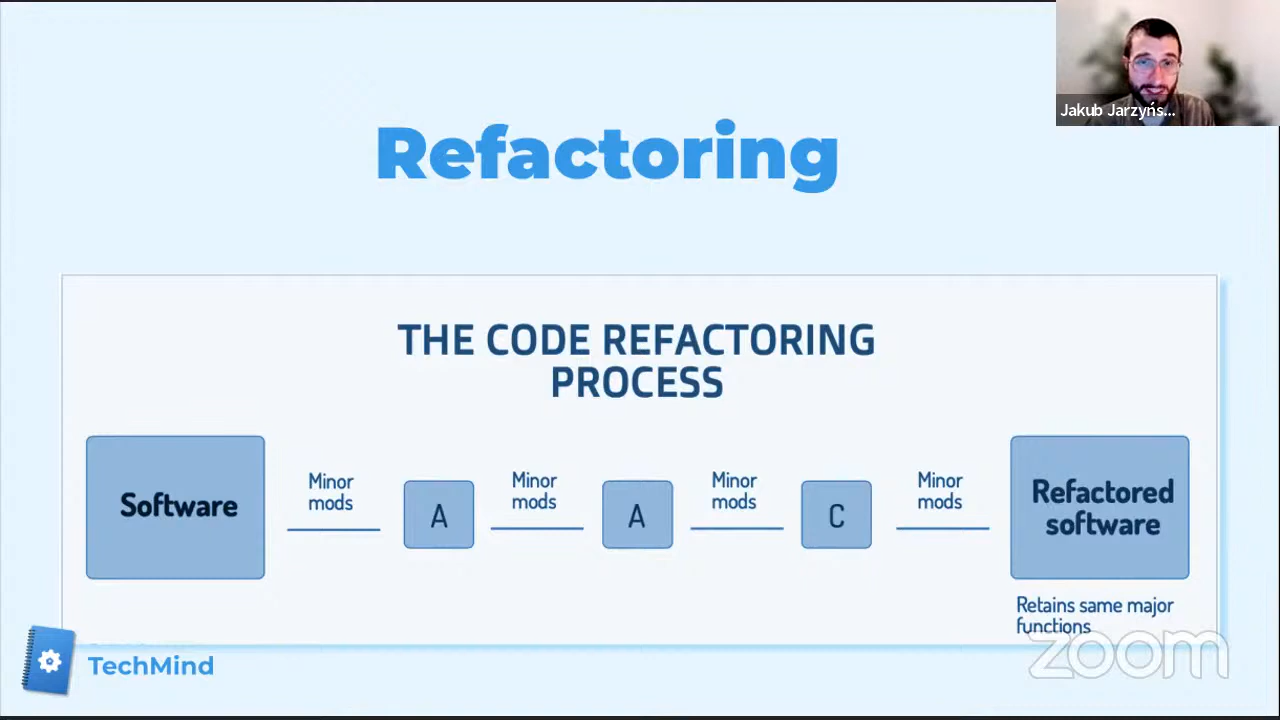 Jakub Jarzyńs...
Refactoring
THE CODE REFACTORING
PROCESS
Software
Minor
mods
A
Minor
mods
A
Minor
mods
C
Minor
mods
Refactored
software
Retains same major
functions
TechMind
zoom